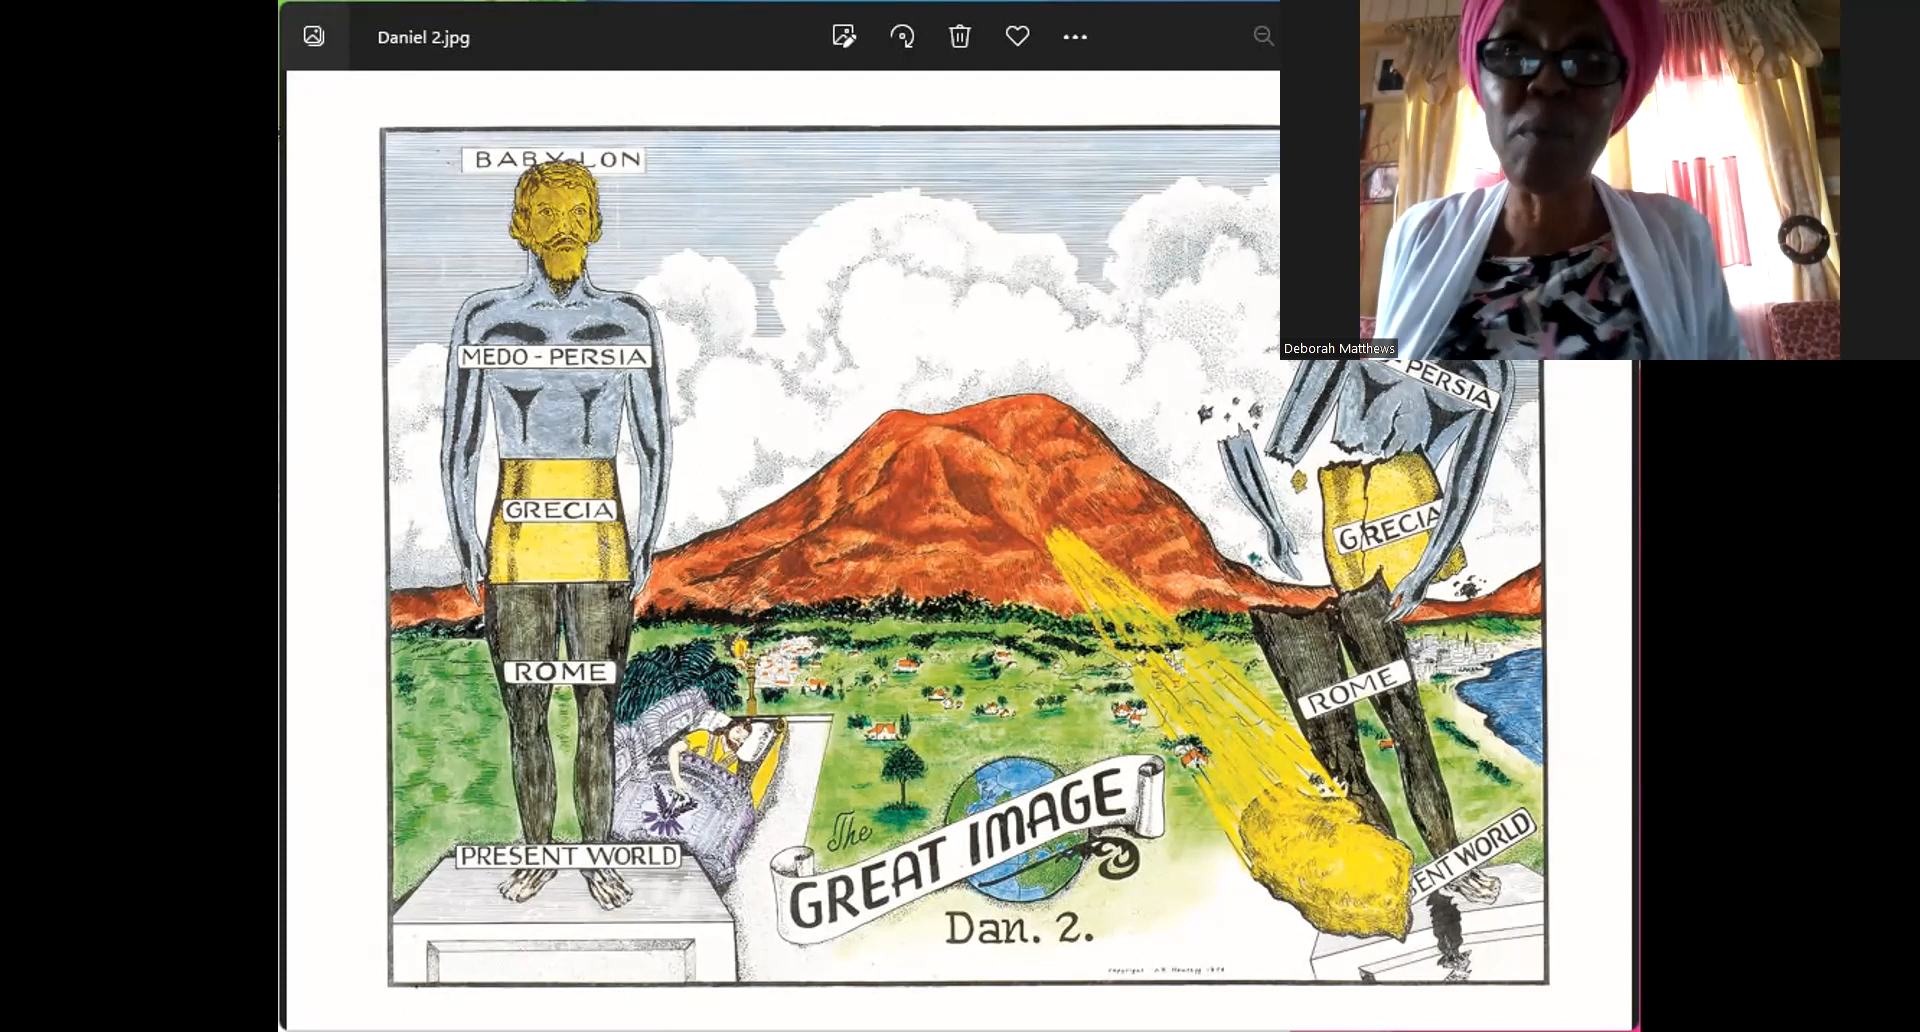 Daniel 2.jpg
Deborah Matthews
BABYLON
MEDO - PERSIA
GRECIA
ROME
PRESENT WORLD
The
GREAT IMAGE
Dan. 2.
PERSIA
GRECIA
ROME
ENT WORLD